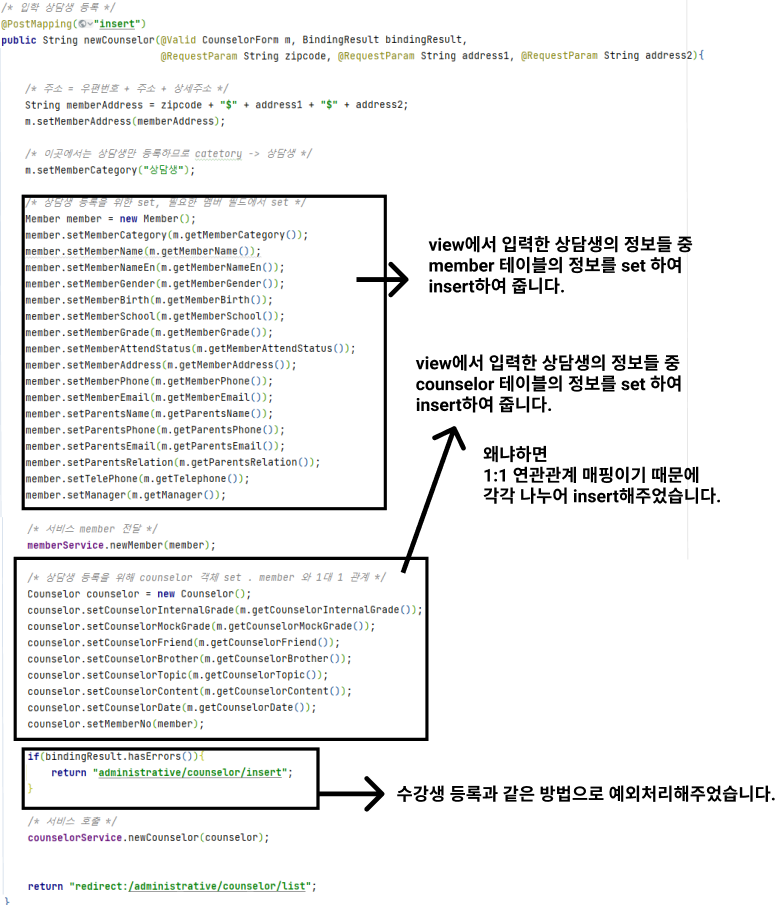 /* 입학 상담생 등록 */
@PostMapping("insert")
public String newCounselor(@Valid CounselorForm m, BindingResult bindingResult,
@RequestParam String zipcode, @RequestParam String address1, @RequestParam String address2){
/* 주소 = 우편번호 + 주소 + 상세주소 */
String memberAddress = zipcode + "$" + address1 + "$" + address2;
m.setMemberAddress(memberAddress);
/* 이곳에서는 상담생만 등록하므로 catetory -> 상담생 */
m.setMemberCategory("상담생");
/* 상담생 등록을 위한 set, 필요한 멤버 필드에서 set */
Member member = new Member();
member.setMemberCategory(m.getMemberCategory());
member.setMemberName(m.getMemberName());
member.setMemberNameEn(m.getMemberNameEn());
member.setMemberGender(m.getMemberGender());
member.setMemberBirth(m.getMemberBirth());
member.setMemberSchool(m.getMemberSchool());
member.setMemberGrade(m.getMemberGrade());
member.setMemberAttendStatus(m.getMemberAttendStatus());
member.setMemberAddress(m.getMemberAddress());
member.setMemberPhone(m.getMemberPhone());
member.setMemberEmail(m.getMemberEmail());
member.setParentsName(m.getParentsName());
member.setParentsPhone(m.getParentsPhone());
member.setParentsEmail(m.getParentsEmail());
member.setParentsRelation(m.getParentsRelation());
member.setTelePhone(m.getTelephone());
member.setManager(m.getManager());
view에서 입력한 상담생의 정보들 중
member 테이블의 정보를 set 하여
insert하여 줍니다.
view에서 입력한 상담생의 정보들 중
counselor 테이블의 정보를 set 하여
insert하여 줍니다.
왜냐하면
1:1 연관관계 매핑이기 때문에
각각 나누어 insert해주었습니다.
/* 서비스 member 전달 */
memberService.newMember(member);
/* 상담생 등록을 위해 counselor 객체 set . member 와 1대 1 관계 */
Counselor counselor = new Counselor();
counselor.setCounselorInternalGrade(m.getCounselorInternalGrade());
counselor.setCounselorMockGrade(m.getCounselorMockGrade());
counselor.setCounselorFriend(m.getCounselorFriend());
counselor.setCounselorBrother(m.getCounselorBrother());
counselor.setCounselorTopic(m.getCounselorTopic());
counselor.setCounselorContent(m.getCounselorContent());
counselor.setCounselorDate(m.getCounselorDate());
counselor.setMemberNo(member);
if(bindingResult.hasErrors()){
return "administrative/counselor/insert";
}
수강생 등록과 같은 방법으로 예외처리해주었습니다.
/* 서비스 호출 */
counselorService.newCounselor(counselor);
return "redirect:/administrative/counselor/list";
}